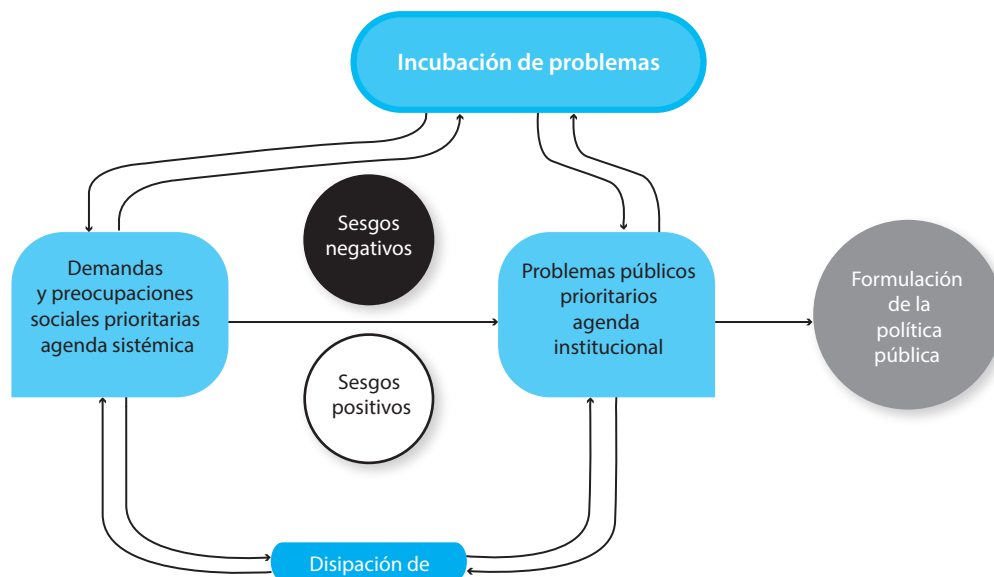 Incubación de problemas
Sesgos
negativos
Demandas
y preocupaciones
sociales prioritarias
agenda sistémica
Problemas públicos
prioritarios
agenda
institucional
Formulación
de la
política
pública
Sesgos
positivos
Disipación de